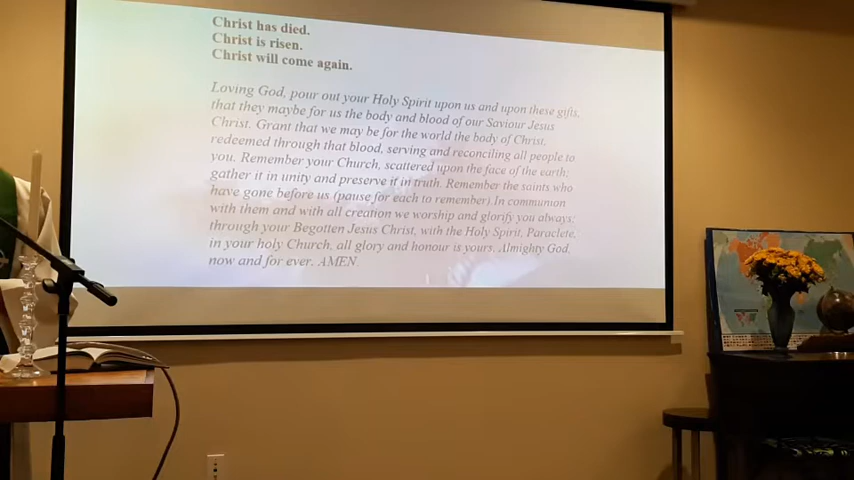 Christ has died.
Christ is risen.
Christ will come again.
Loving God, pour out your Holy Spirit upon us and upon these gifts,
that they maybe for us the body and blood of our Saviour Jesus
Christ. Grant that we may be for the world the body of Christ,
redeemed through that blood, serving and reconciling all people to
you. Remember your Church, scattered upon the face of the earth;
gather it in unity and preserve it in truth. Remember the saints who
have gone before us (pause for each to remember) In communion
with them and with all creation we worship and glorify you always;
through your Begotten Jesus Christ, with the Holy Spirit, Paraclete,
in your holy Church, all glory and honour is yours, Almighty God,
now and for ever. AMEN.